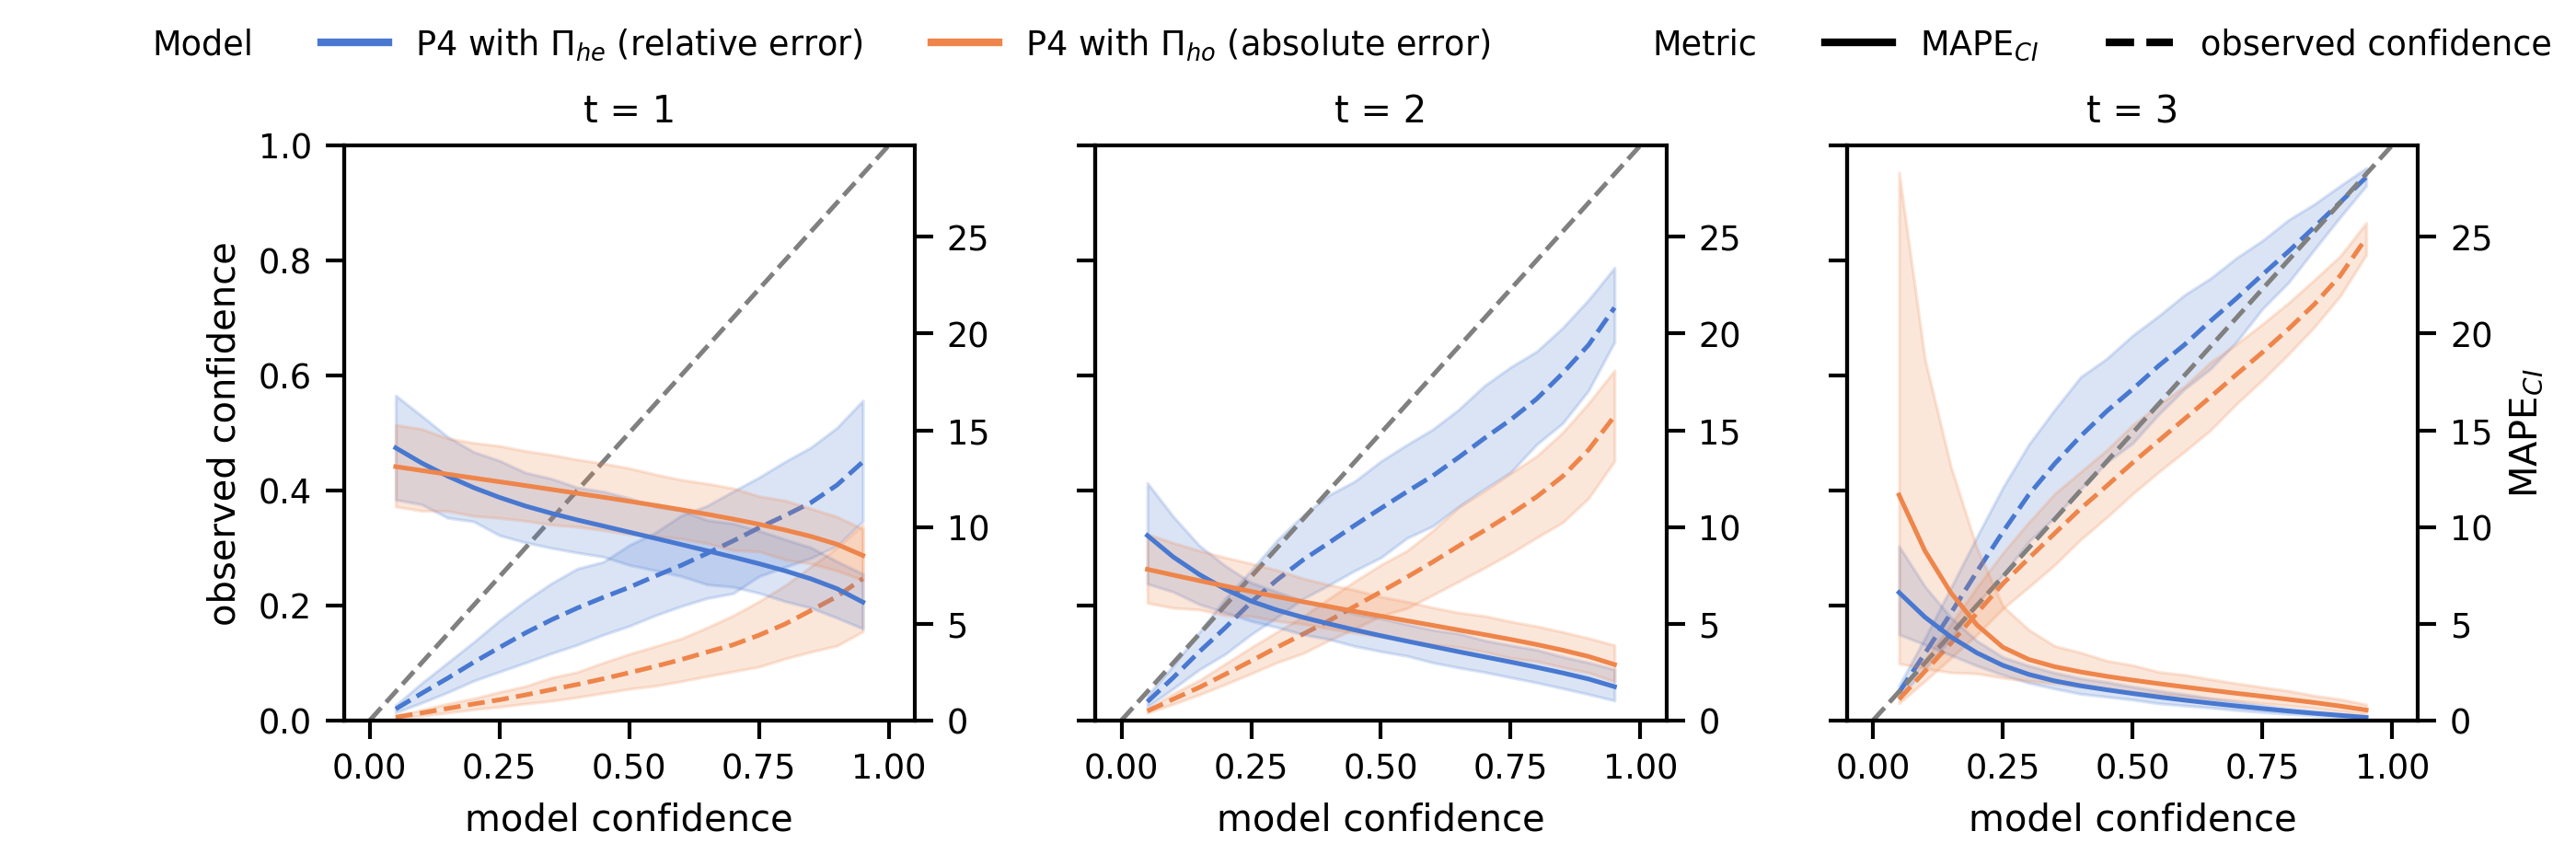 Model P4 with Π_he (relative error) P4 with Π_ho (absolute error) Metric MAPE_CI observed confidence
t = 1
t = 2
t = 3
observed confidence
1.0
0.8
0.6
0.4
0.2
0.0
25
20
15
10
5
0
25
20
15
10
5
0
25
20
15
10
5
0
MAPE_CI
0.00 0.25 0.50 0.75 1.00
0.00 0.25 0.50 0.75 1.00
0.00 0.25 0.50 0.75 1.00
model confidence
model confidence
model confidence